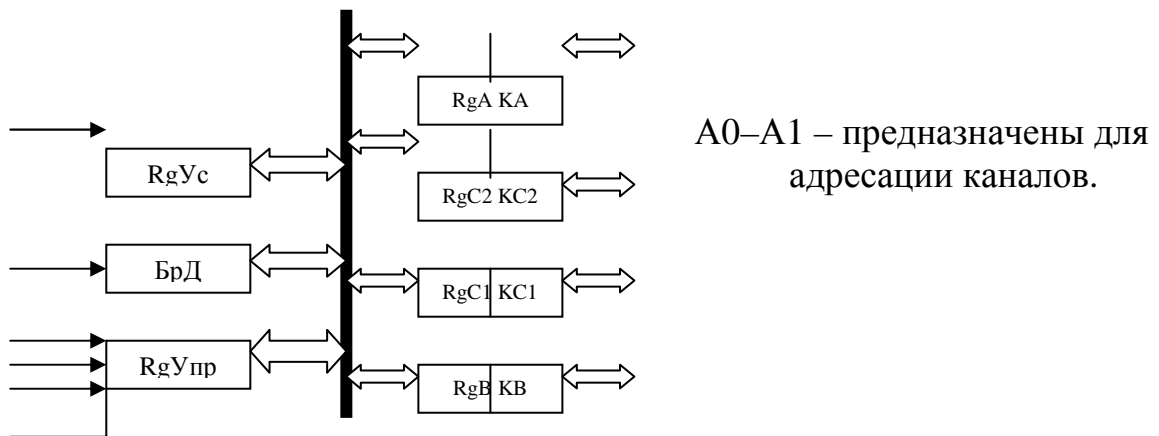 RgA KA
RgУс
RgC2 KC2
БрД
RgC1 KC1
RgУпр
RgB KB
A0–A1 – предназначены для
адресации каналов.